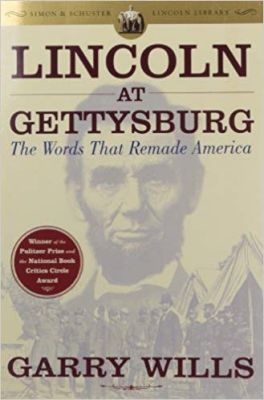 SIMON & SCHUSTER
LINCOLN LIBRARY
LINCOLN
AT
GETTYSBURG
The Words That Remade America
Winner of the
Pulitzer Prize and
the National Book
Critics Circle
Award
GARRY WILLS